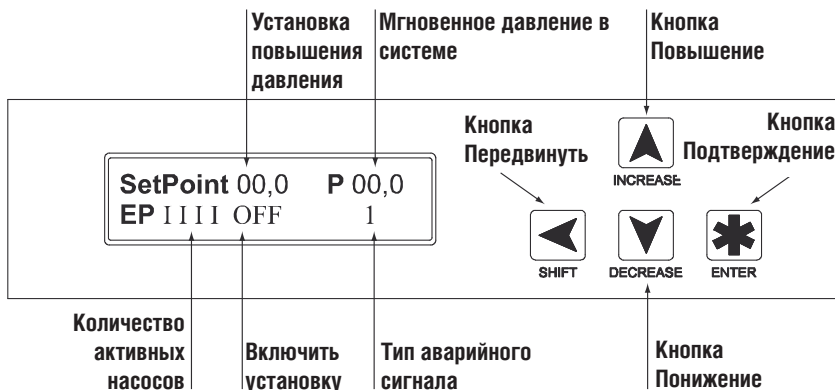 Установка повышения давления
Мгновенное давление в системе
Кнопка Повышение
Кнопка Передвинуть
Кнопка Подтверждение
SetPoint 00,0 P 00,0
EP I I I I OFF 1
INCREASE
SHIFT
DECREASE
ENTER
Количество активных насосов
Включить установку
Тип аварийного сигнала
Кнопка Понижение